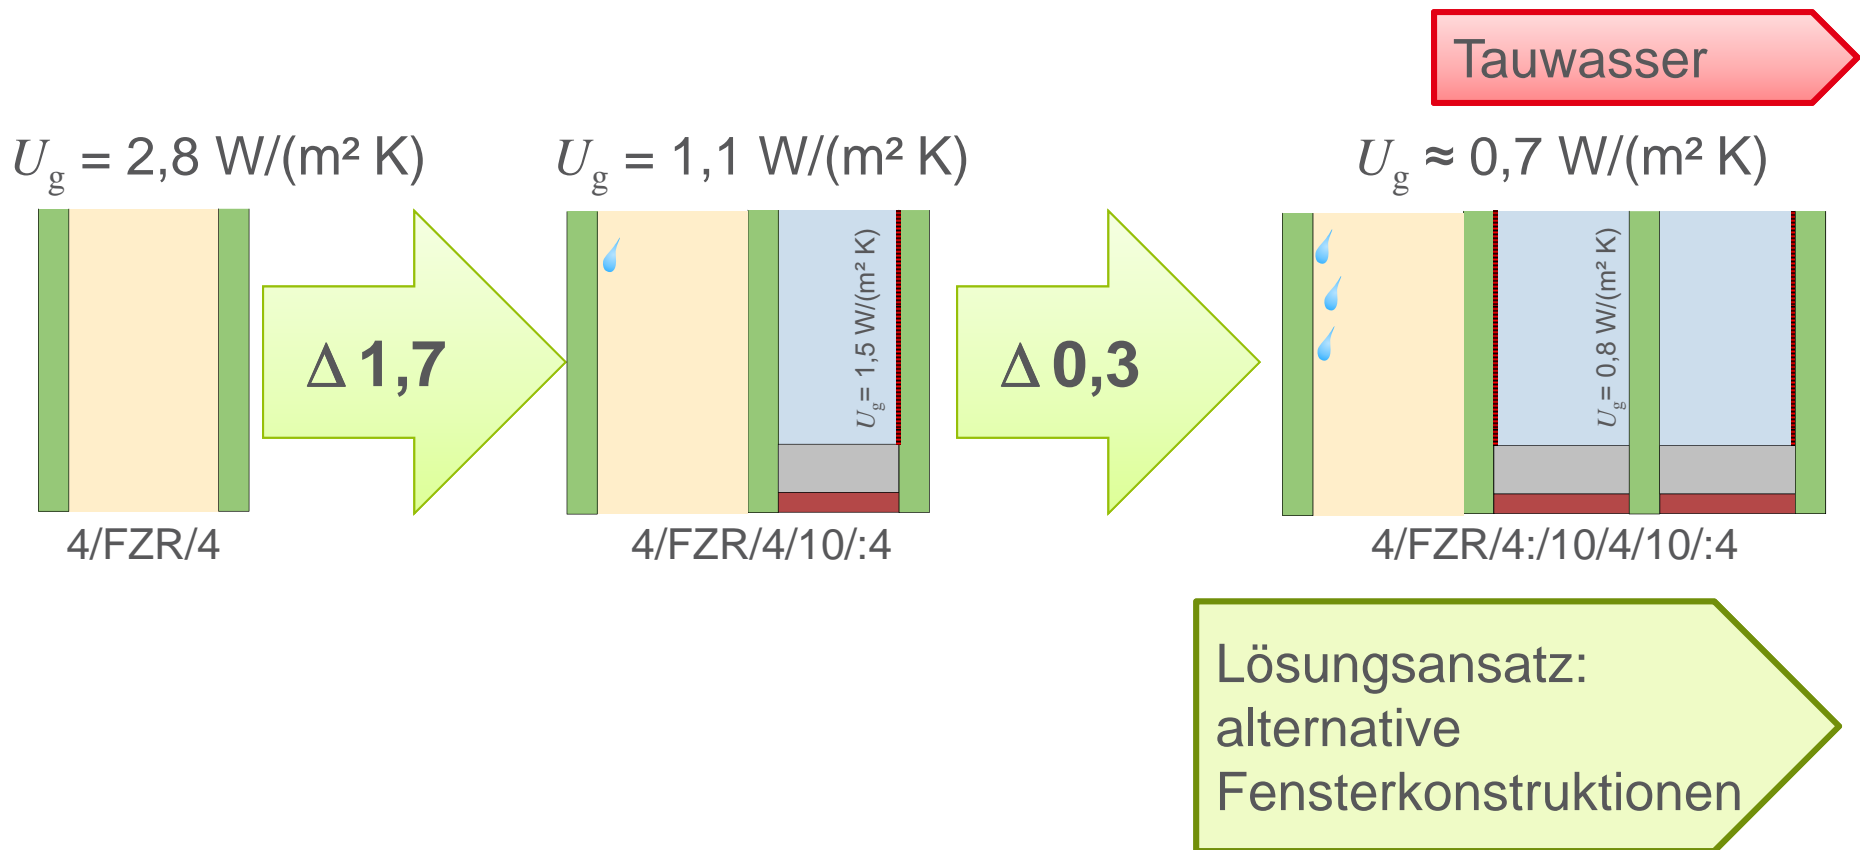 Tauwasser
Ug = 2,8 W/(m² K)
Ug = 1,1 W/(m² K)
Ug ≈ 0,7 W/(m² K)
Δ 1,7
Ug = 1,5 W/(m² K)
Δ 0,3
Ug = 0,8 W/(m² K)
4/FZR/4
4/FZR/4/10/:4
4/FZR/4:/10/4/10/:4
Lösungsansatz:
alternative
Fensterkonstruktionen